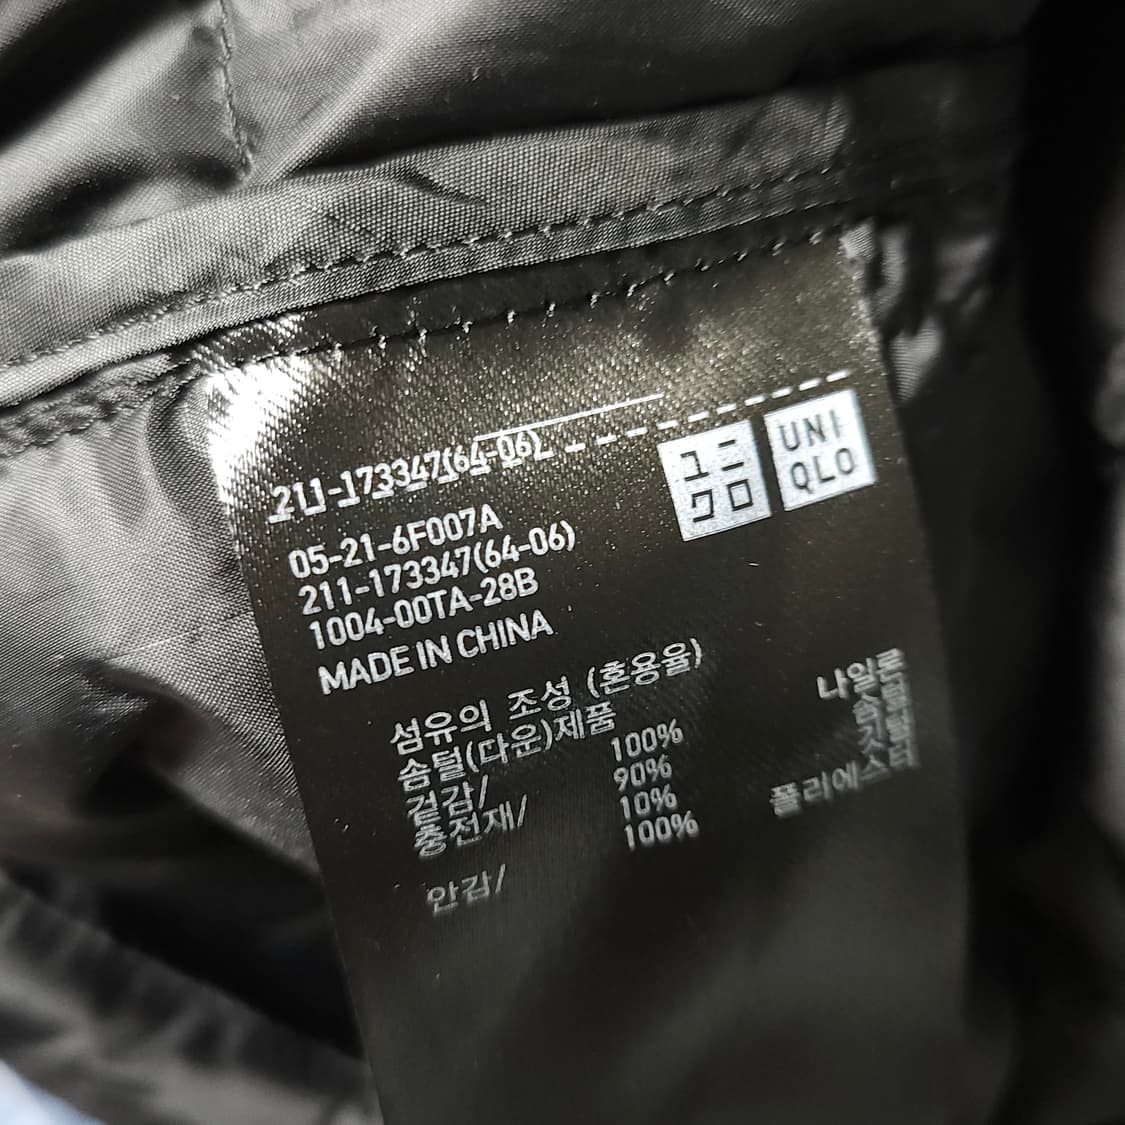 211-173347(64-06)
ユニ
クロ
UNI
QLO
05-21-6F007A
211-173347(64-06)
1004-00TA-28B
MADE IN CHINA
섬유의 조성 (혼용율)
솜털(다운)제품
겉감/ 100% 나일론
충전재/ 90% 솜털
10% 깃털
안감/ 100% 폴리에스터